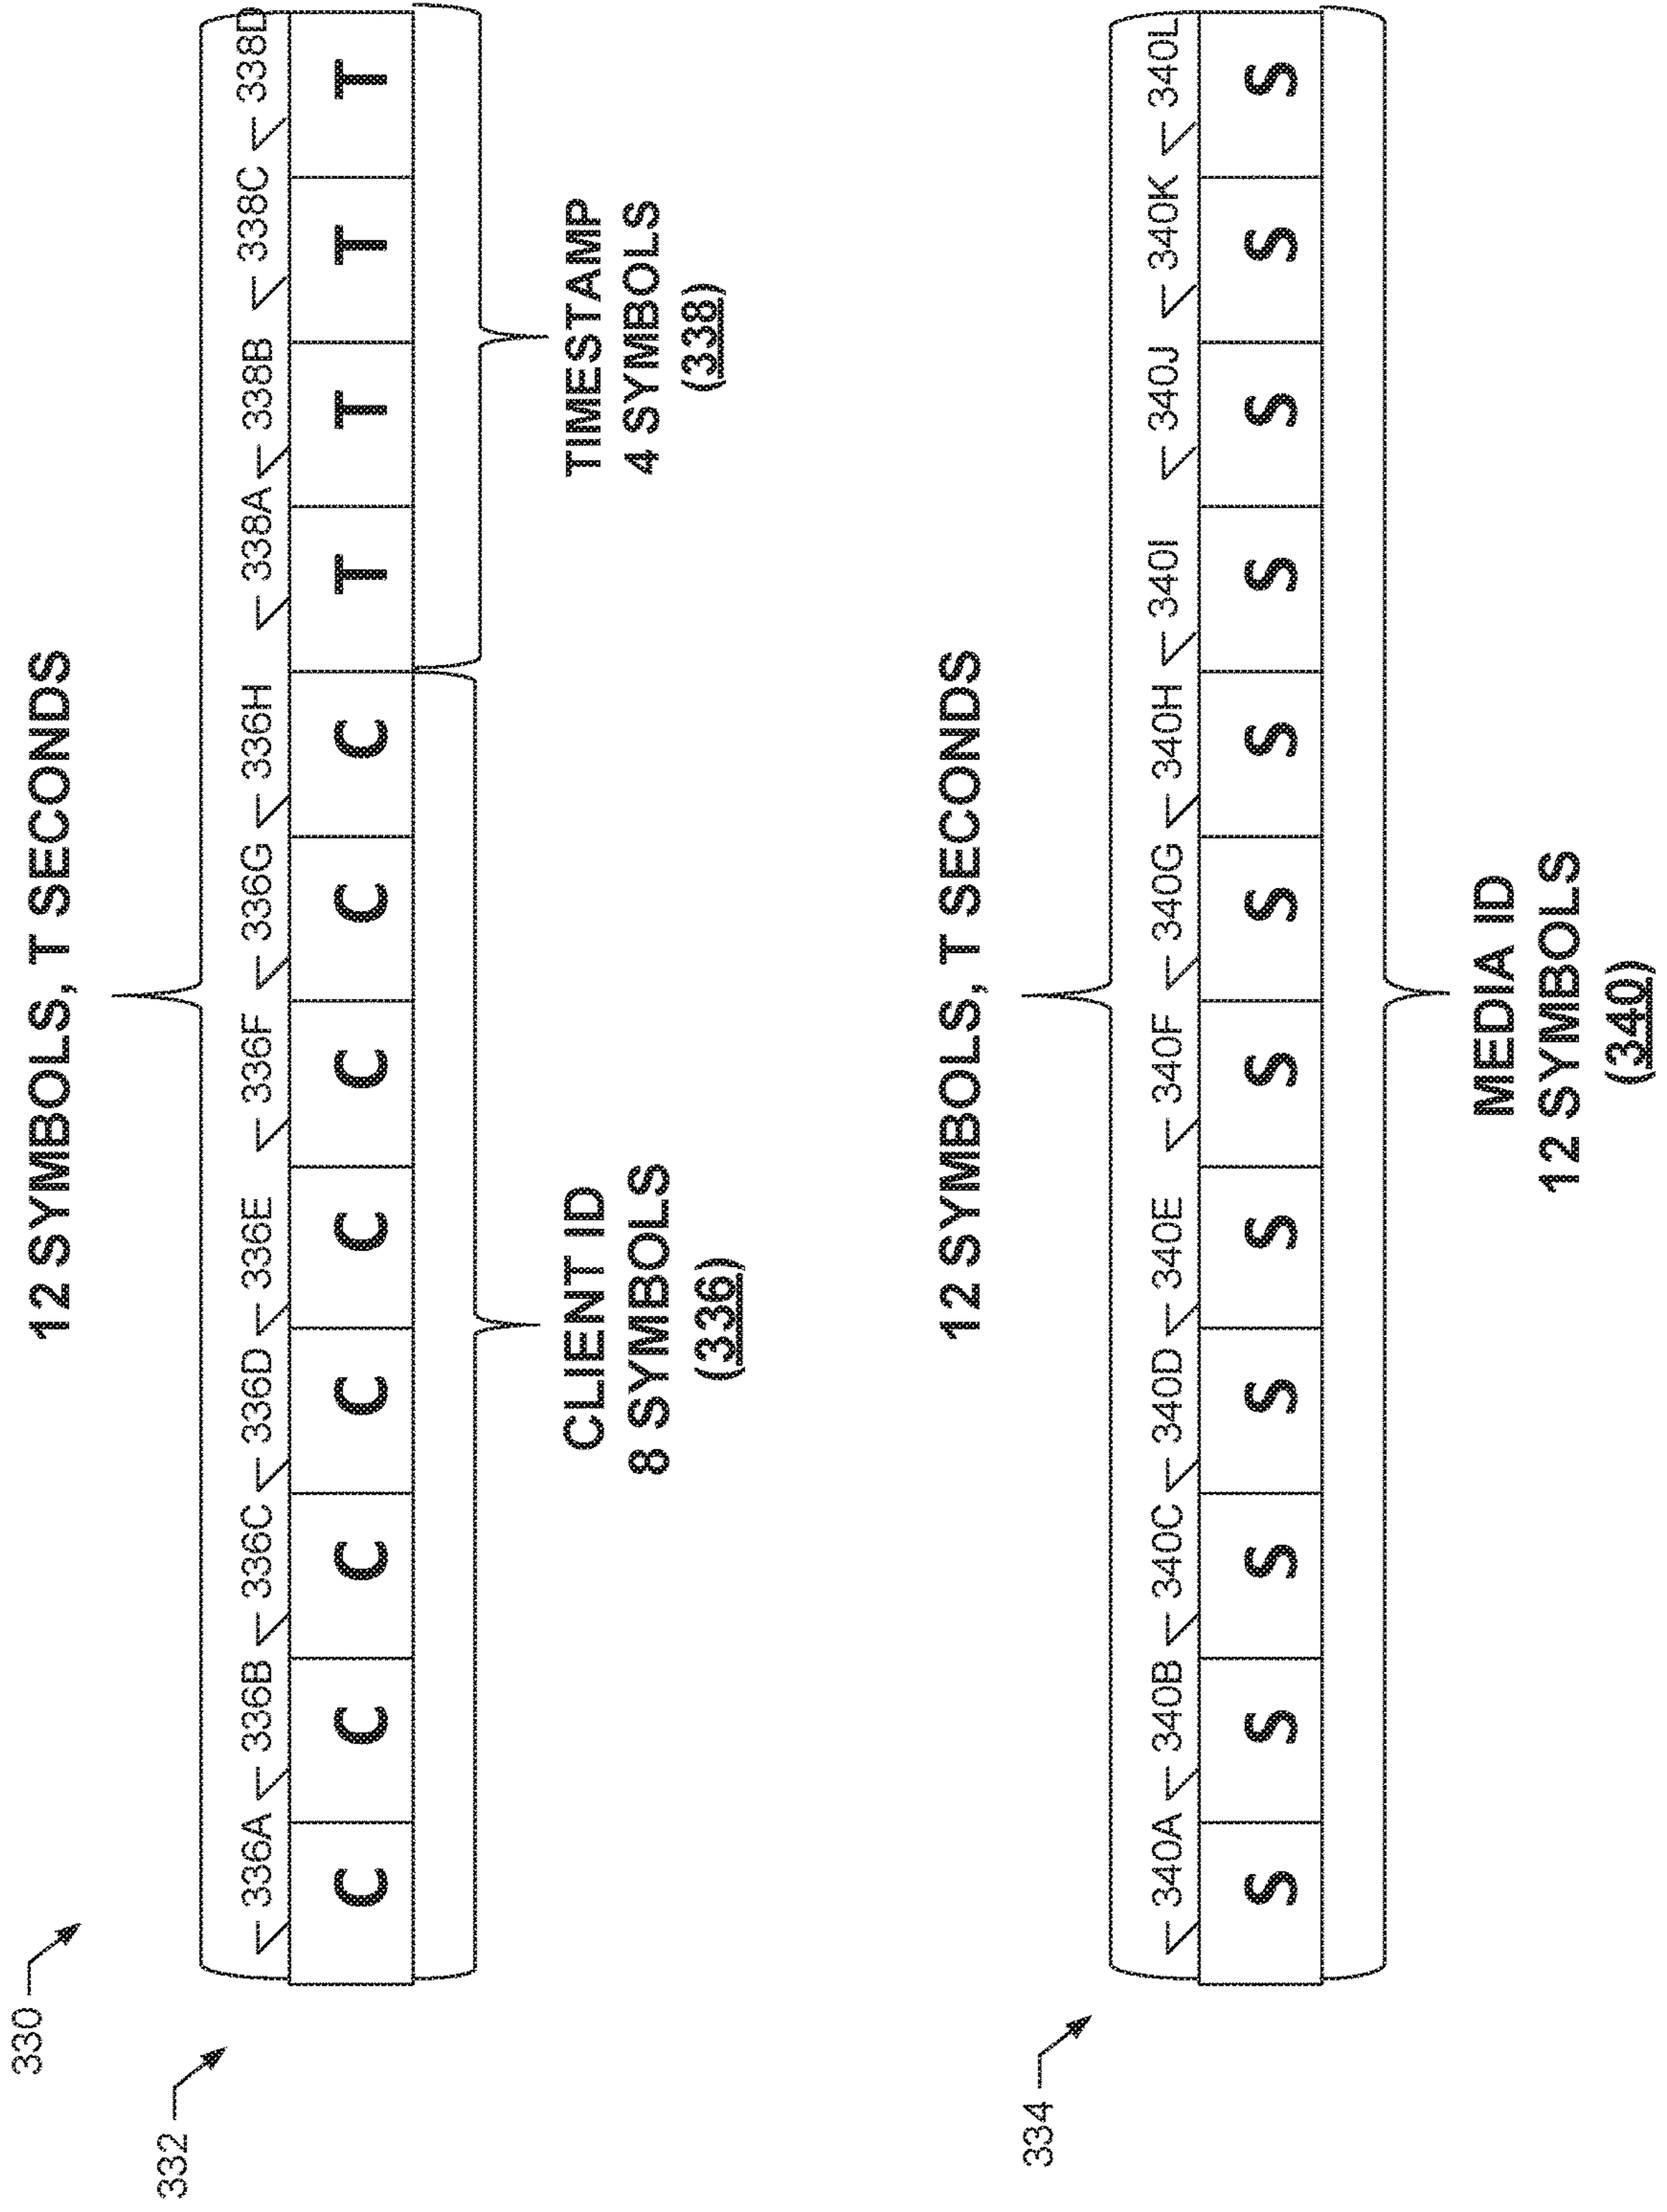 330
12 SYMBOLS, T SECONDS
332
336A 336B 336C 336D 336E 336F 336G 336H 338A 338B 338C 338D
C C C C C C C C T T T T
CLIENT ID
8 SYMBOLS
(336)
TIMESTAMP
4 SYMBOLS
(338)
12 SYMBOLS, T SECONDS
334
340A 340B 340C 340D 340E 340F 340G 340H 340I 340J 340K 340L
S S S S S S S S S S S S
MEDIA ID
12 SYMBOLS
(340)